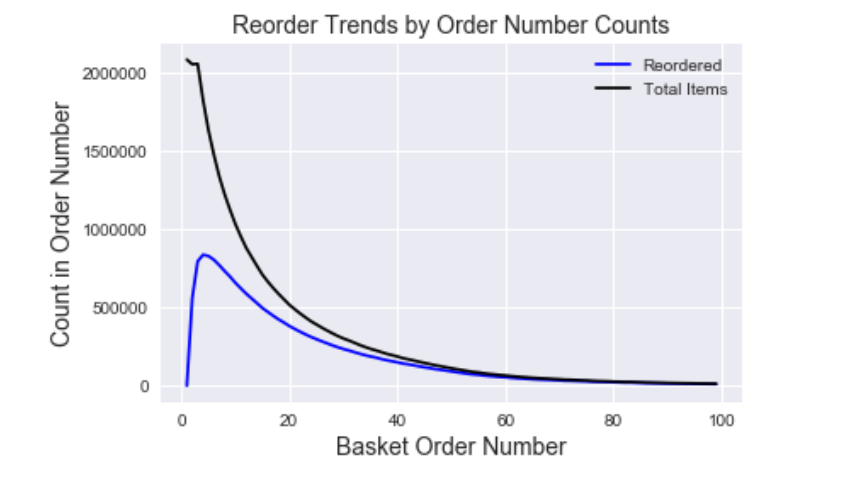 Reorder Trends by Order Number Counts
Reordered
Total Items
2000000
1500000
1000000
500000
0
Count in Order Number
0 20 40 60 80 100
Basket Order Number